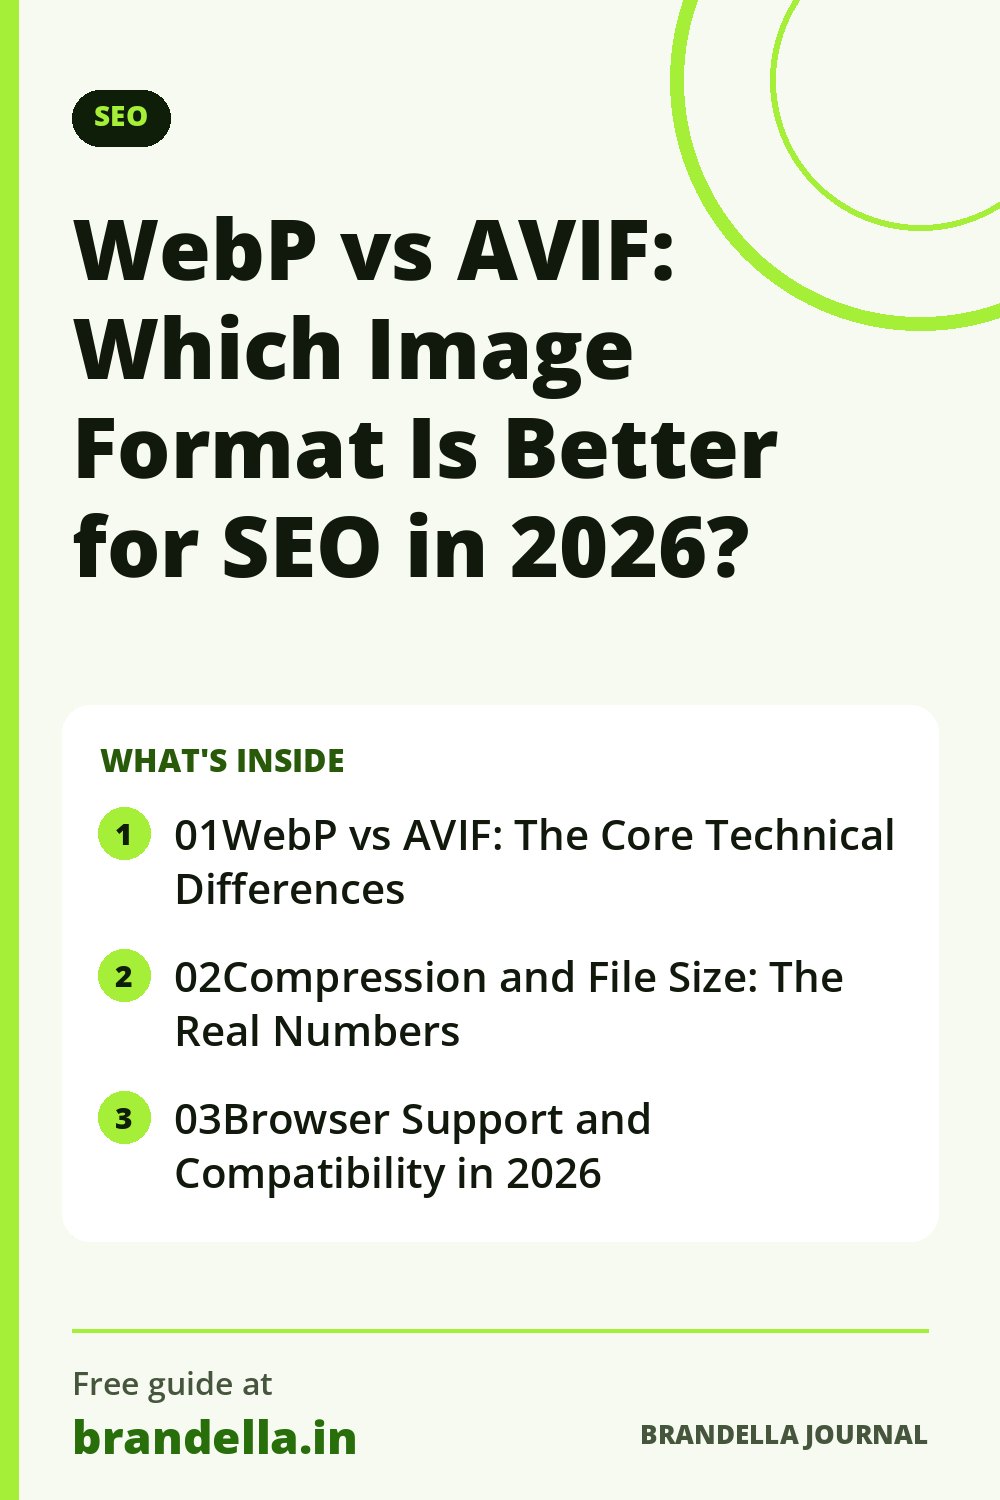 SEO
WebP vs AVIF:
Which Image
Format Is Better
for SEO in 2026?
WHAT'S INSIDE
1 01WebP vs AVIF: The Core Technical
Differences
2 02Compression and File Size: The
Real Numbers
3 03Browser Support and
Compatibility in 2026
Free guide at
brandella.in
BRANDELLA JOURNAL